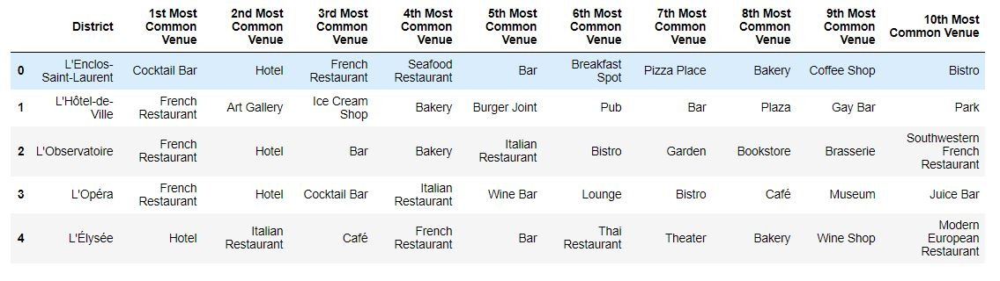 District 1st Most Common Venue 2nd Most Common Venue 3rd Most Common Venue 4th Most Common Venue 5th Most Common Venue 6th Most Common Venue 7th Most Common Venue 8th Most Common Venue 9th Most Common Venue 10th Most Common Venue
0 L'Enclos-Saint-Laurent Cocktail Bar Hotel French Restaurant Seafood Restaurant Bar Breakfast Spot Pizza Place Bakery Coffee Shop Bistro
1 L'Hôtel-de-Ville French Restaurant Art Gallery Ice Cream Shop Bakery Burger Joint Pub Bar Plaza Gay Bar Park
2 L'Observatoire French Restaurant Hotel Bar Bakery Italian Restaurant Bistro Garden Bookstore Brasserie Southwestern French Restaurant
3 L'Opéra French Restaurant Hotel Cocktail Bar Italian Restaurant Wine Bar Lounge Bistro Café Museum Juice Bar
4 L'Élysée Hotel Italian Restaurant Café French Restaurant Bar Thai Restaurant Theater Bakery Wine Shop Modern European Restaurant